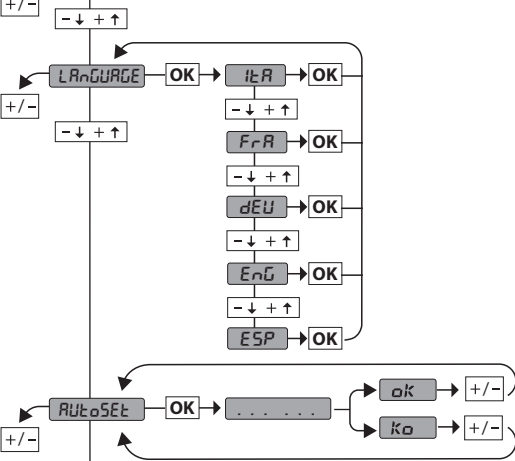 +/-
- ↓ + ↑
LAnGUAGE OK ItA OK
+/-
- ↓ + ↑
- ↓ + ↑
FrA OK
- ↓ + ↑
dEU OK
- ↓ + ↑
EnG OK
- ↓ + ↑
ESP OK
AUtoSEt OK . . . . . .
oK +/-
Ko +/-
+/-